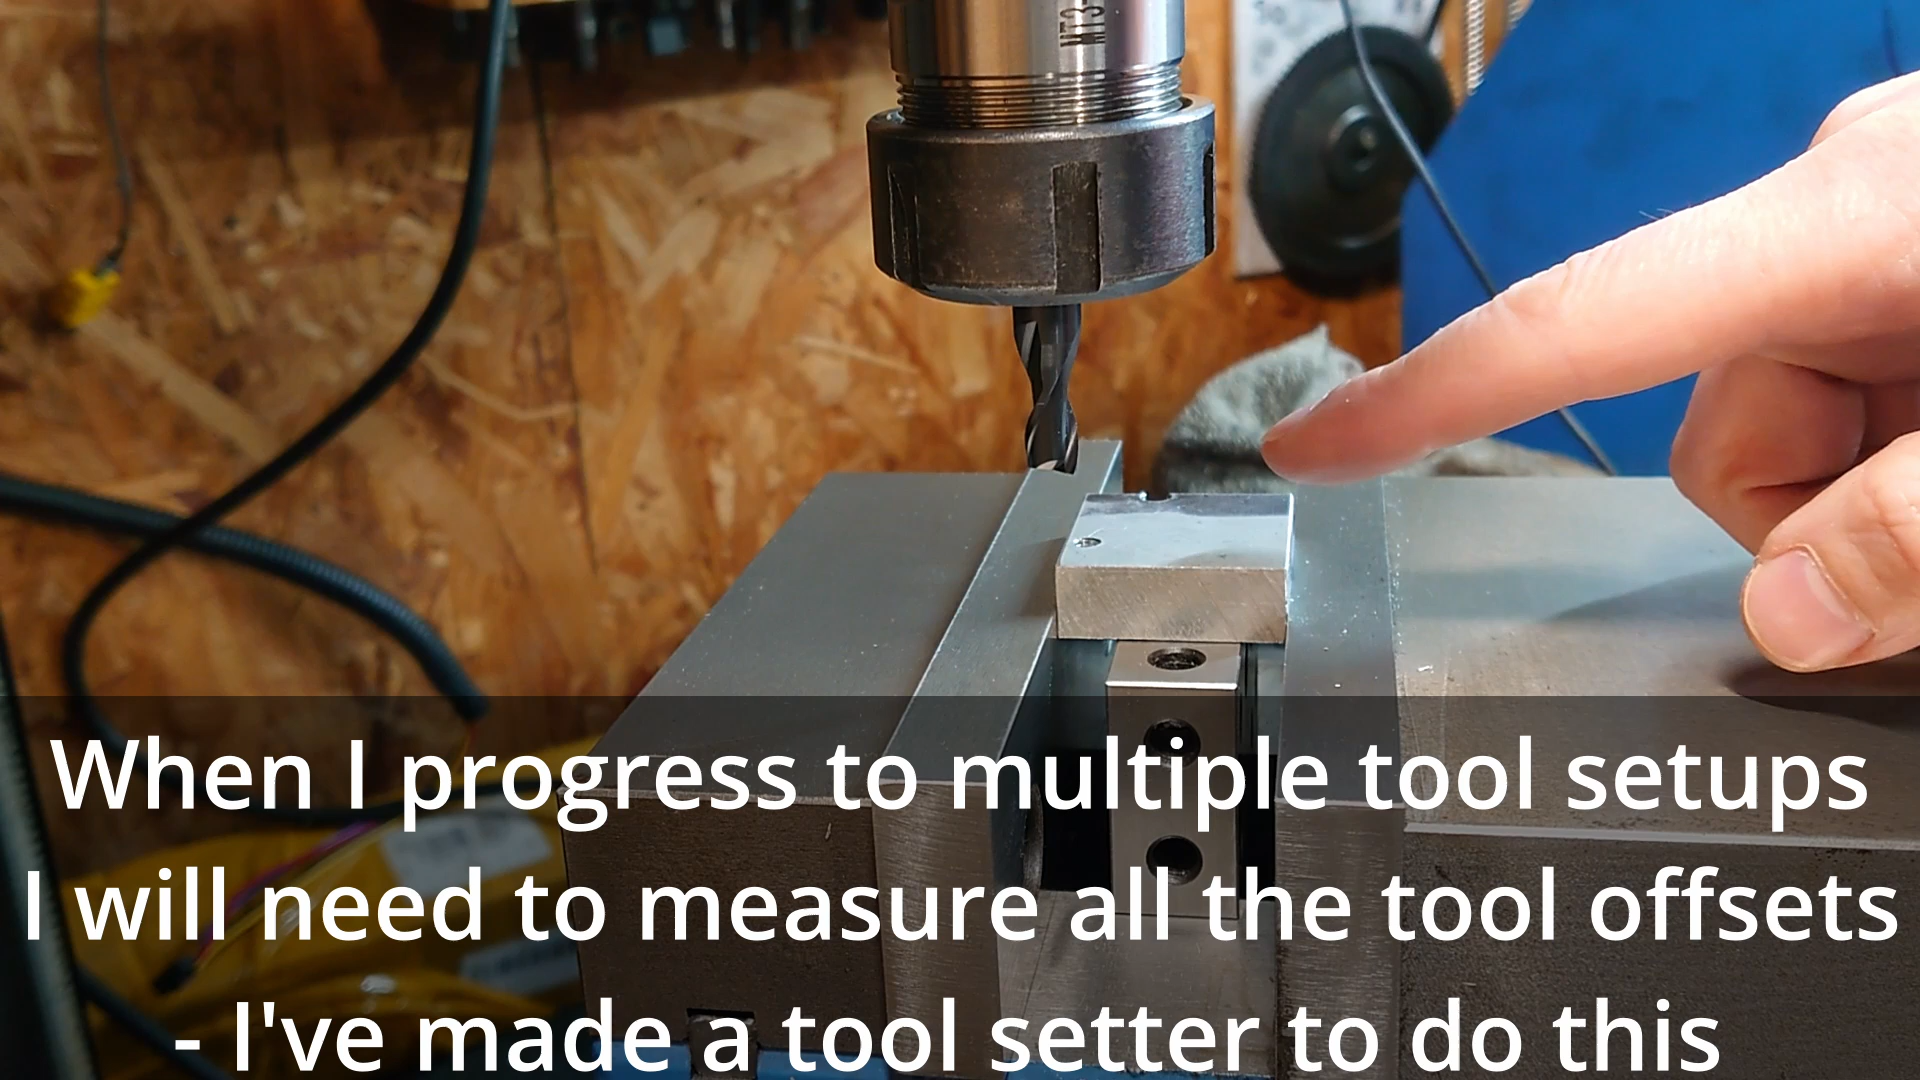 MT3
When I progress to multiple tool setups
I will need to measure all the tool offsets
- I've made a tool setter to do this